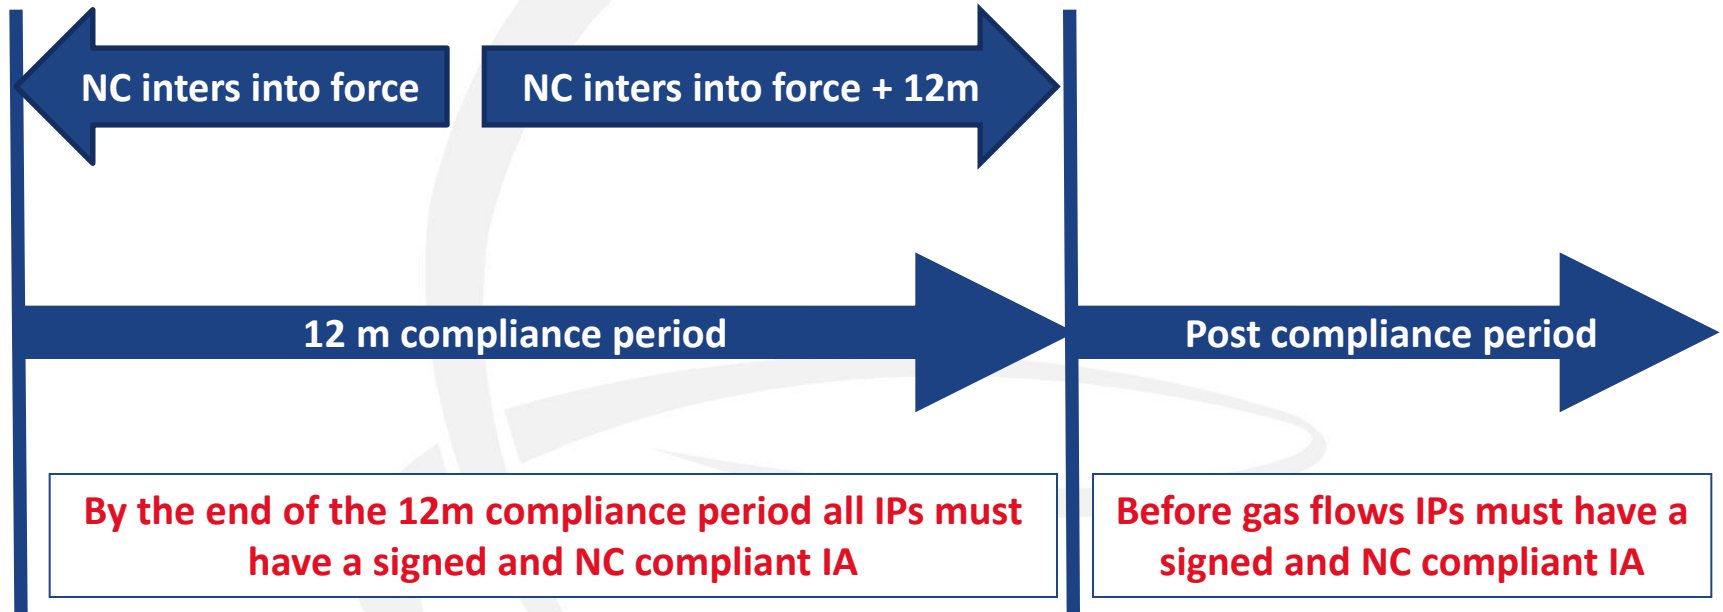 NC inters into force
NC inters into force + 12m
12 m compliance period
Post compliance period
By the end of the 12m compliance period all IPs must
have a signed and NC compliant IA
Before gas flows IPs must have a
signed and NC compliant IA